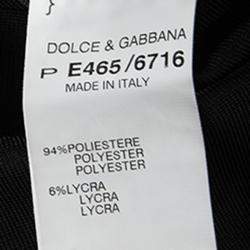 }
DOLCE & GABBANA
P E465/6716
MADE IN ITALY
94%POLIESTERE
POLYESTER
POLYESTER
6%LYCRA
LYCRA
LYCRA